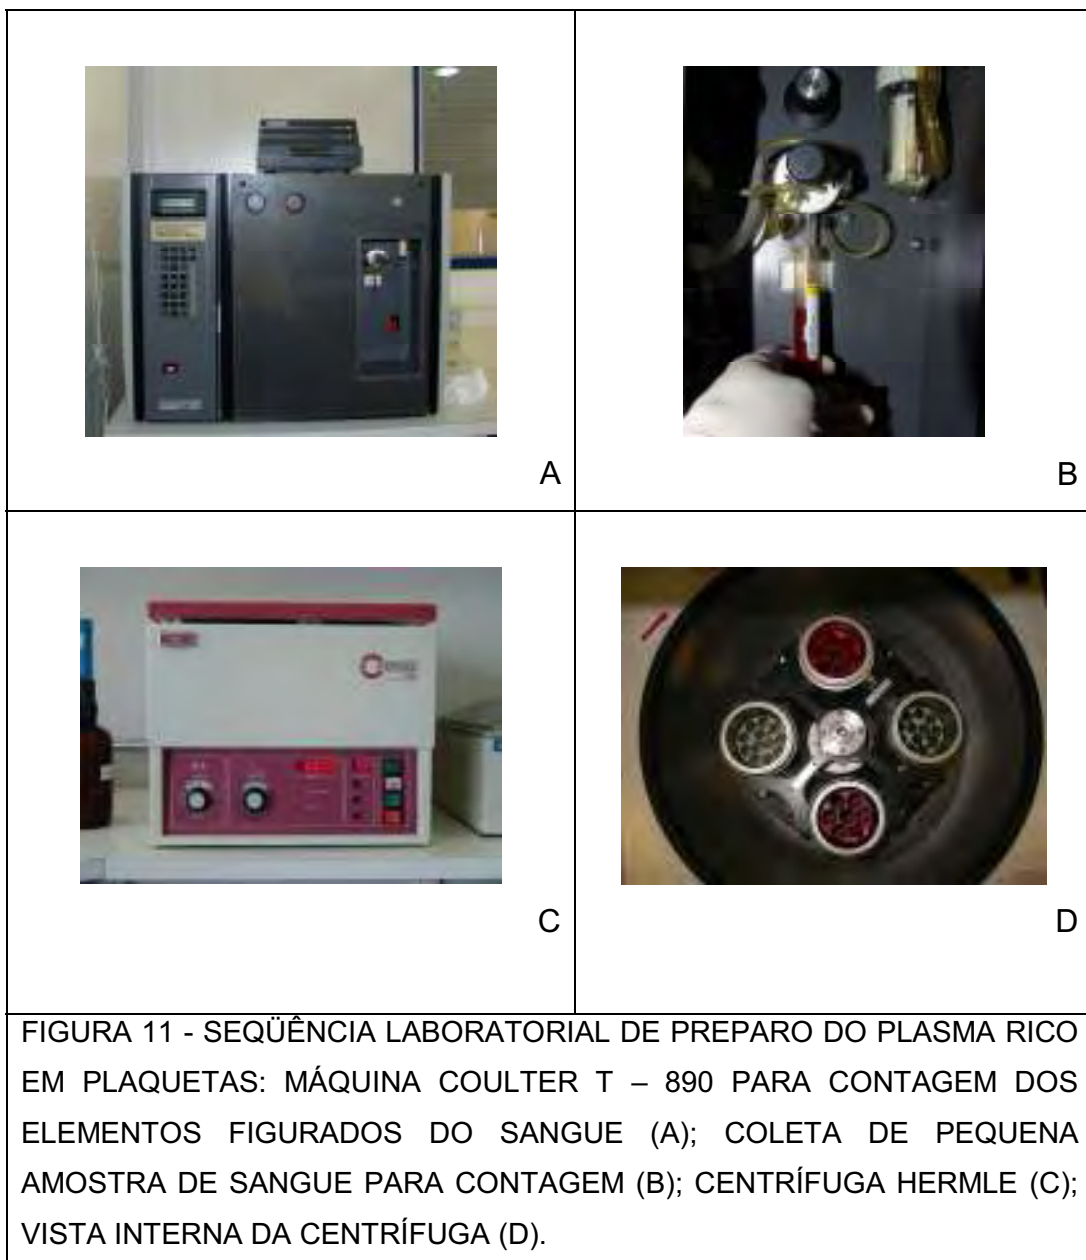 A
B
C
D
FIGURA 11 - SEQÜÊNCIA LABORATORIAL DE PREPARO DO PLASMA RICO
EM PLAQUETAS: MÁQUINA COULTER T – 890 PARA CONTAGEM DOS
ELEMENTOS FIGURADOS DO SANGUE (A); COLETA DE PEQUENA
AMOSTRA DE SANGUE PARA CONTAGEM (B); CENTRÍFUGA HERMLE (C);
VISTA INTERNA DA CENTRÍFUGA (D).